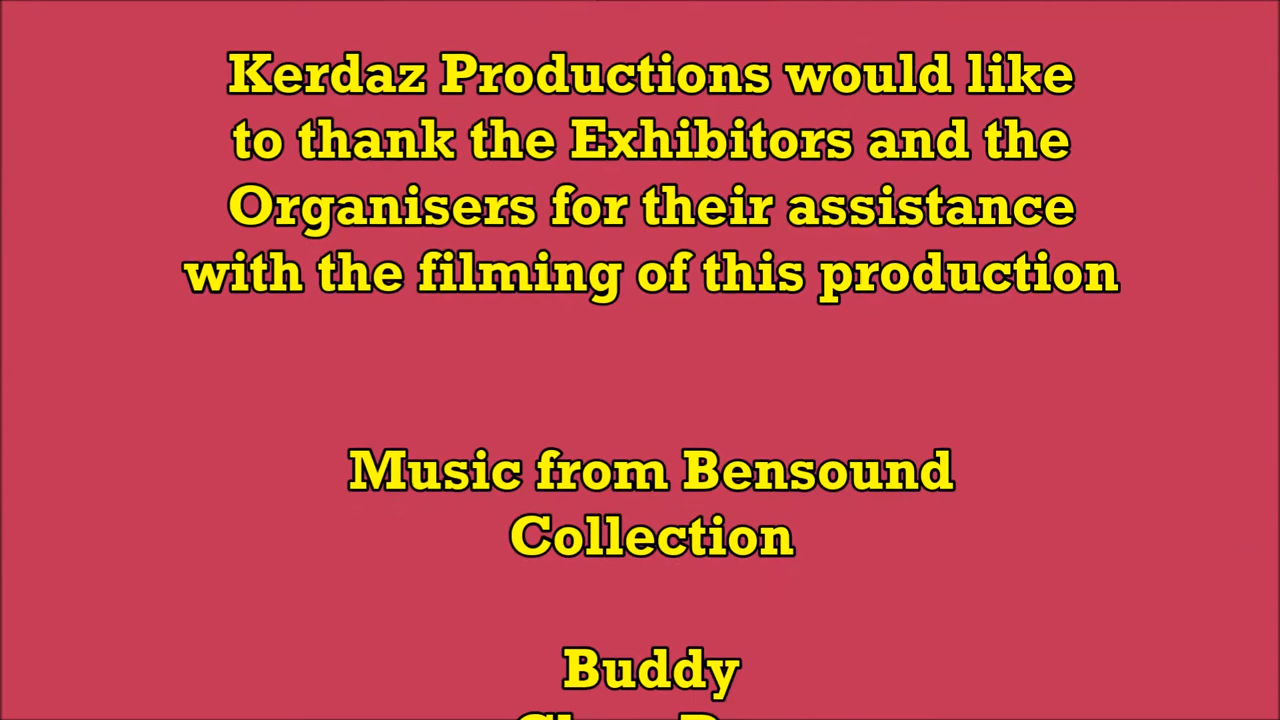 Kerdaz Productions would like
to thank the Exhibitors and the
Organisers for their assistance
with the filming of this production
Music from Bensound
Collection
Buddy